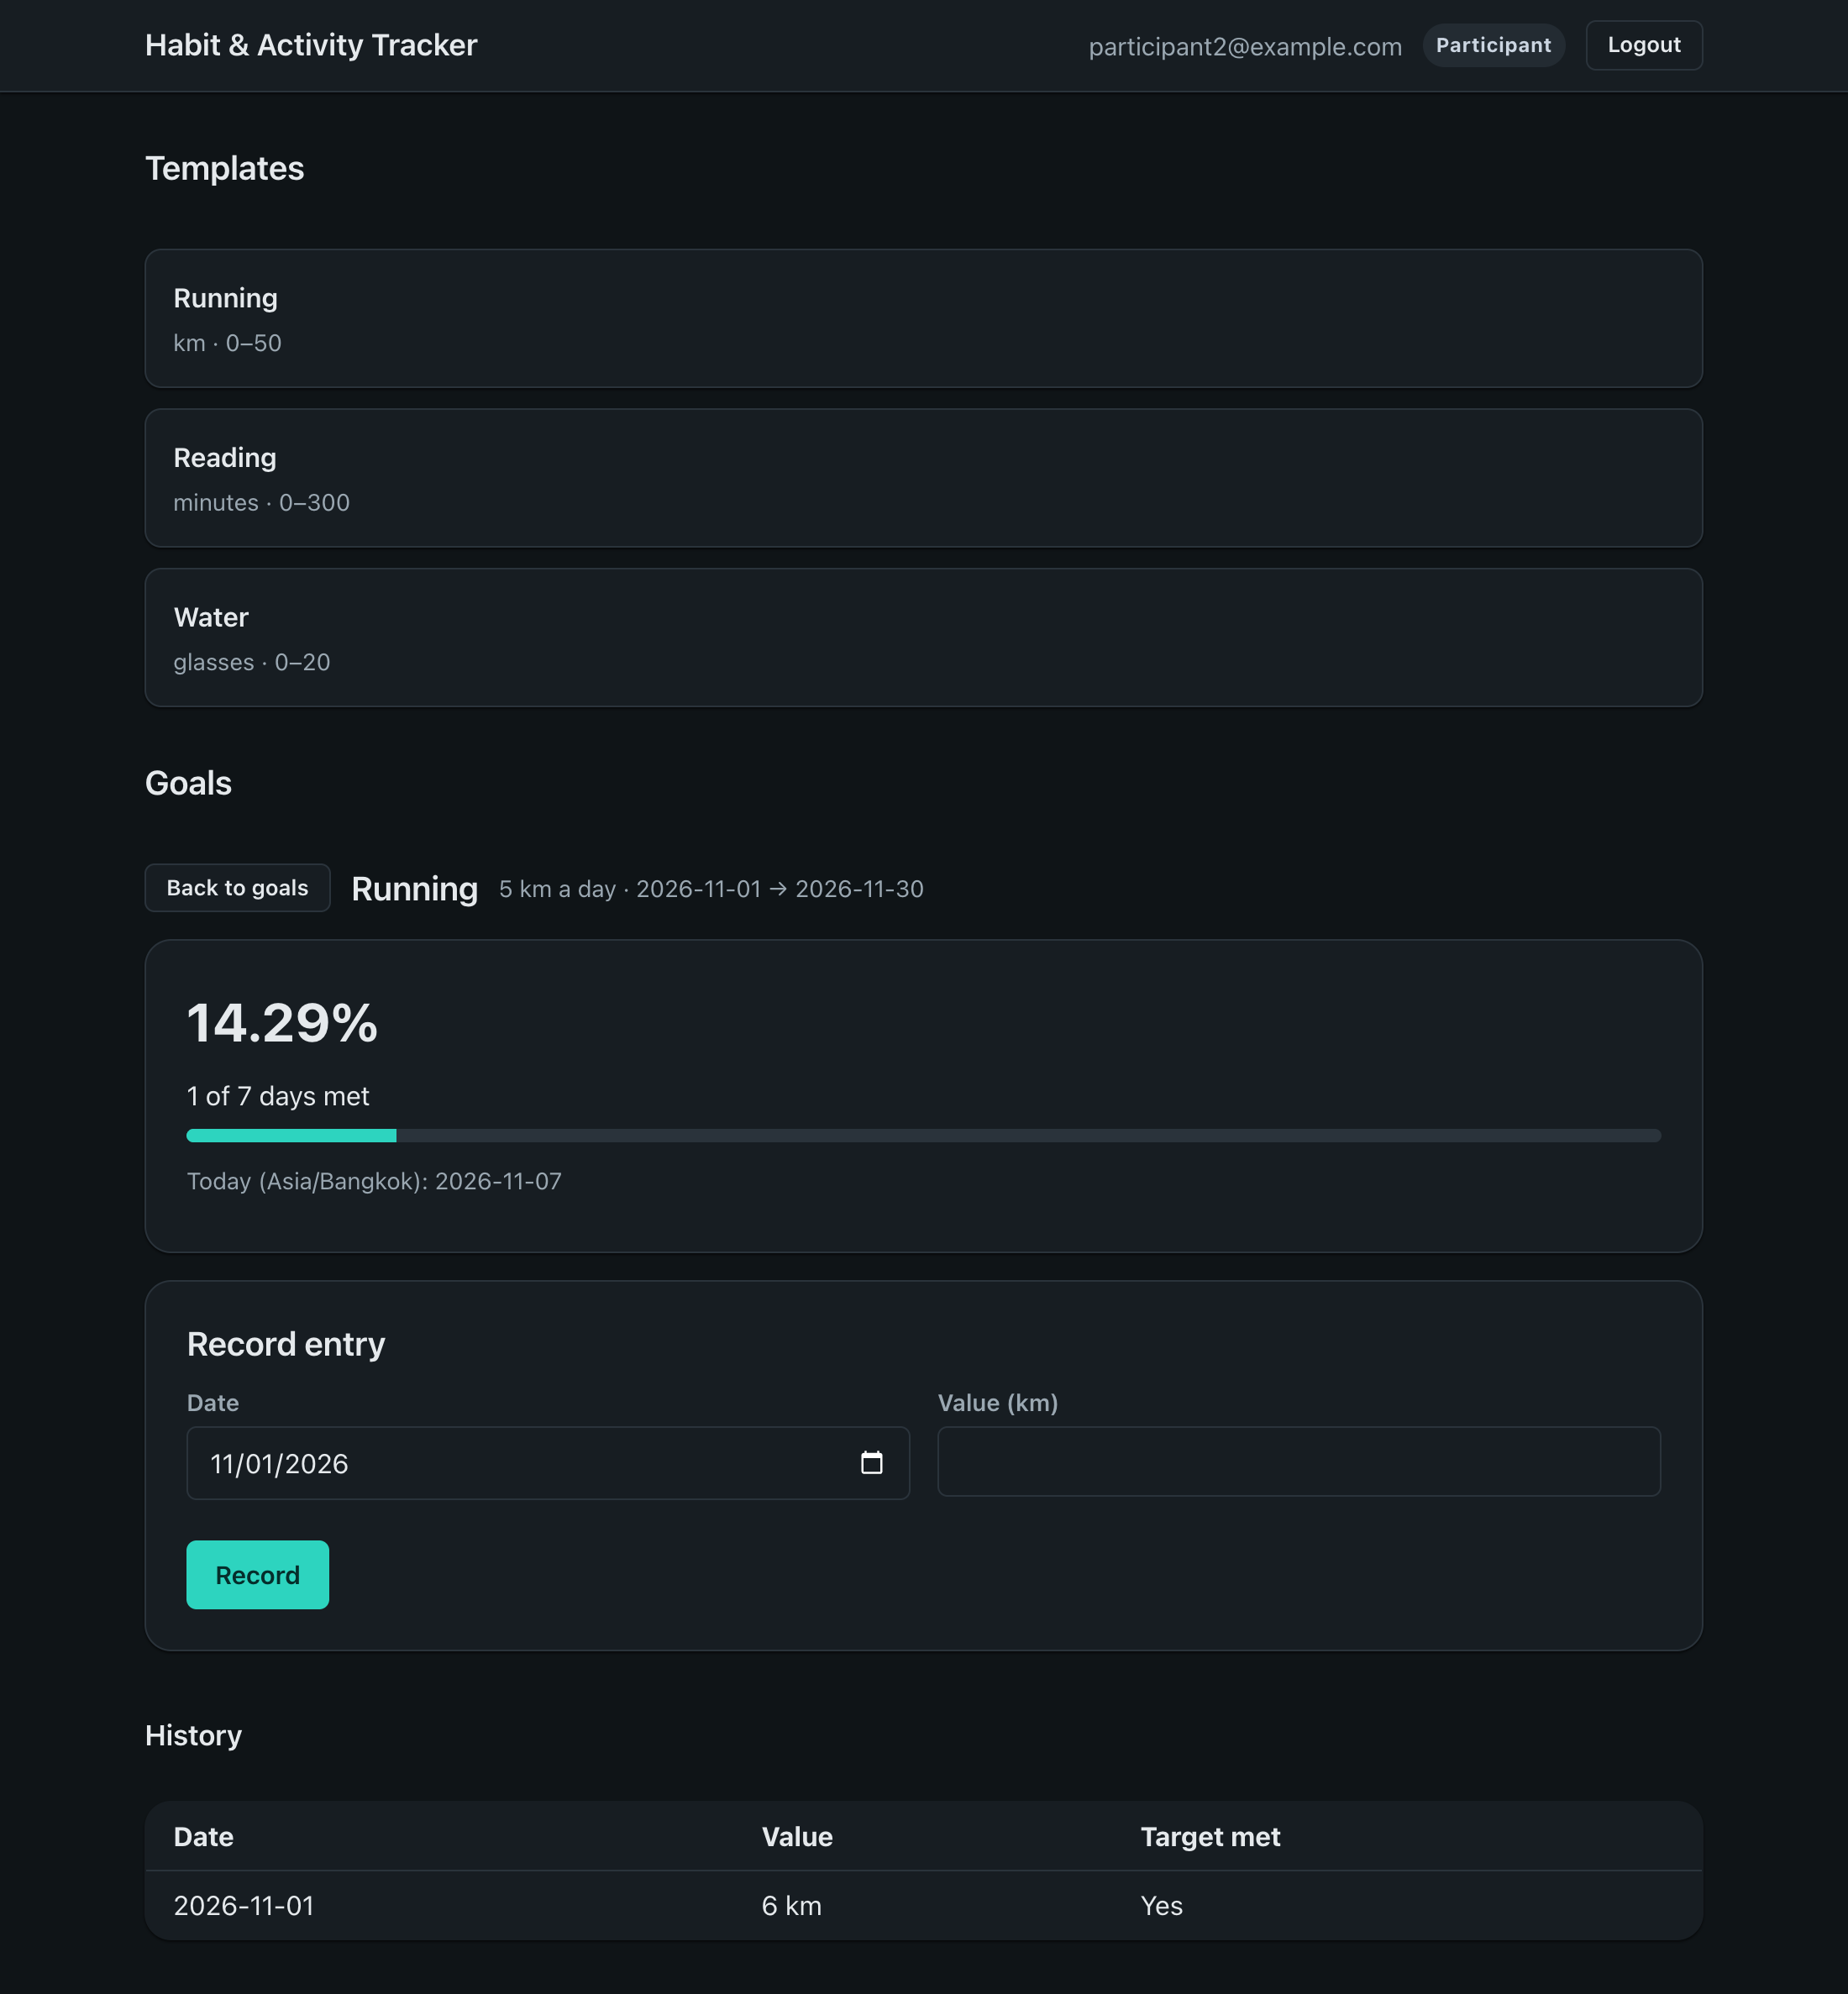 Habit & Activity Tracker
participant2@example.com Participant Logout
Templates
Running
km · 0–50
Reading
minutes · 0–300
Water
glasses · 0–20
Goals
Back to goals Running 5 km a day · 2026-11-01 → 2026-11-30
14.29%
1 of 7 days met
Today (Asia/Bangkok): 2026-11-07
Record entry
Date Value (km)
11/01/2026
Record
History
Date Value Target met
2026-11-01 6 km Yes